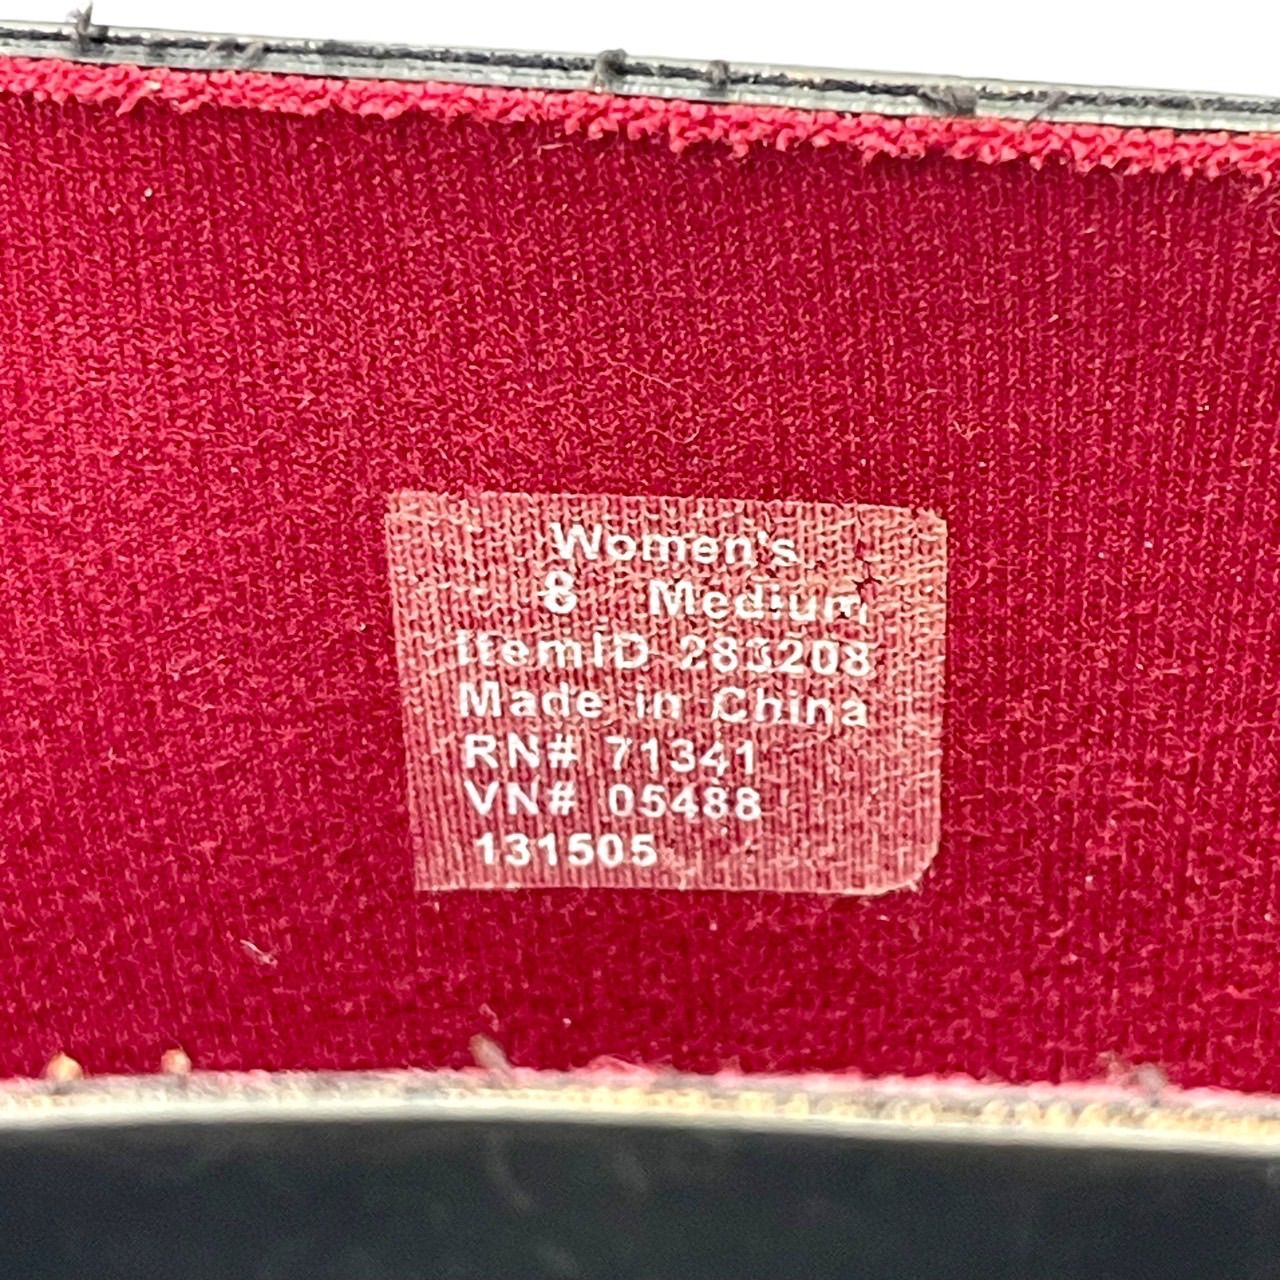 Women's
8 Medium
ItemID 283208
Made in China
RN# 71341
VN# 05488
131505